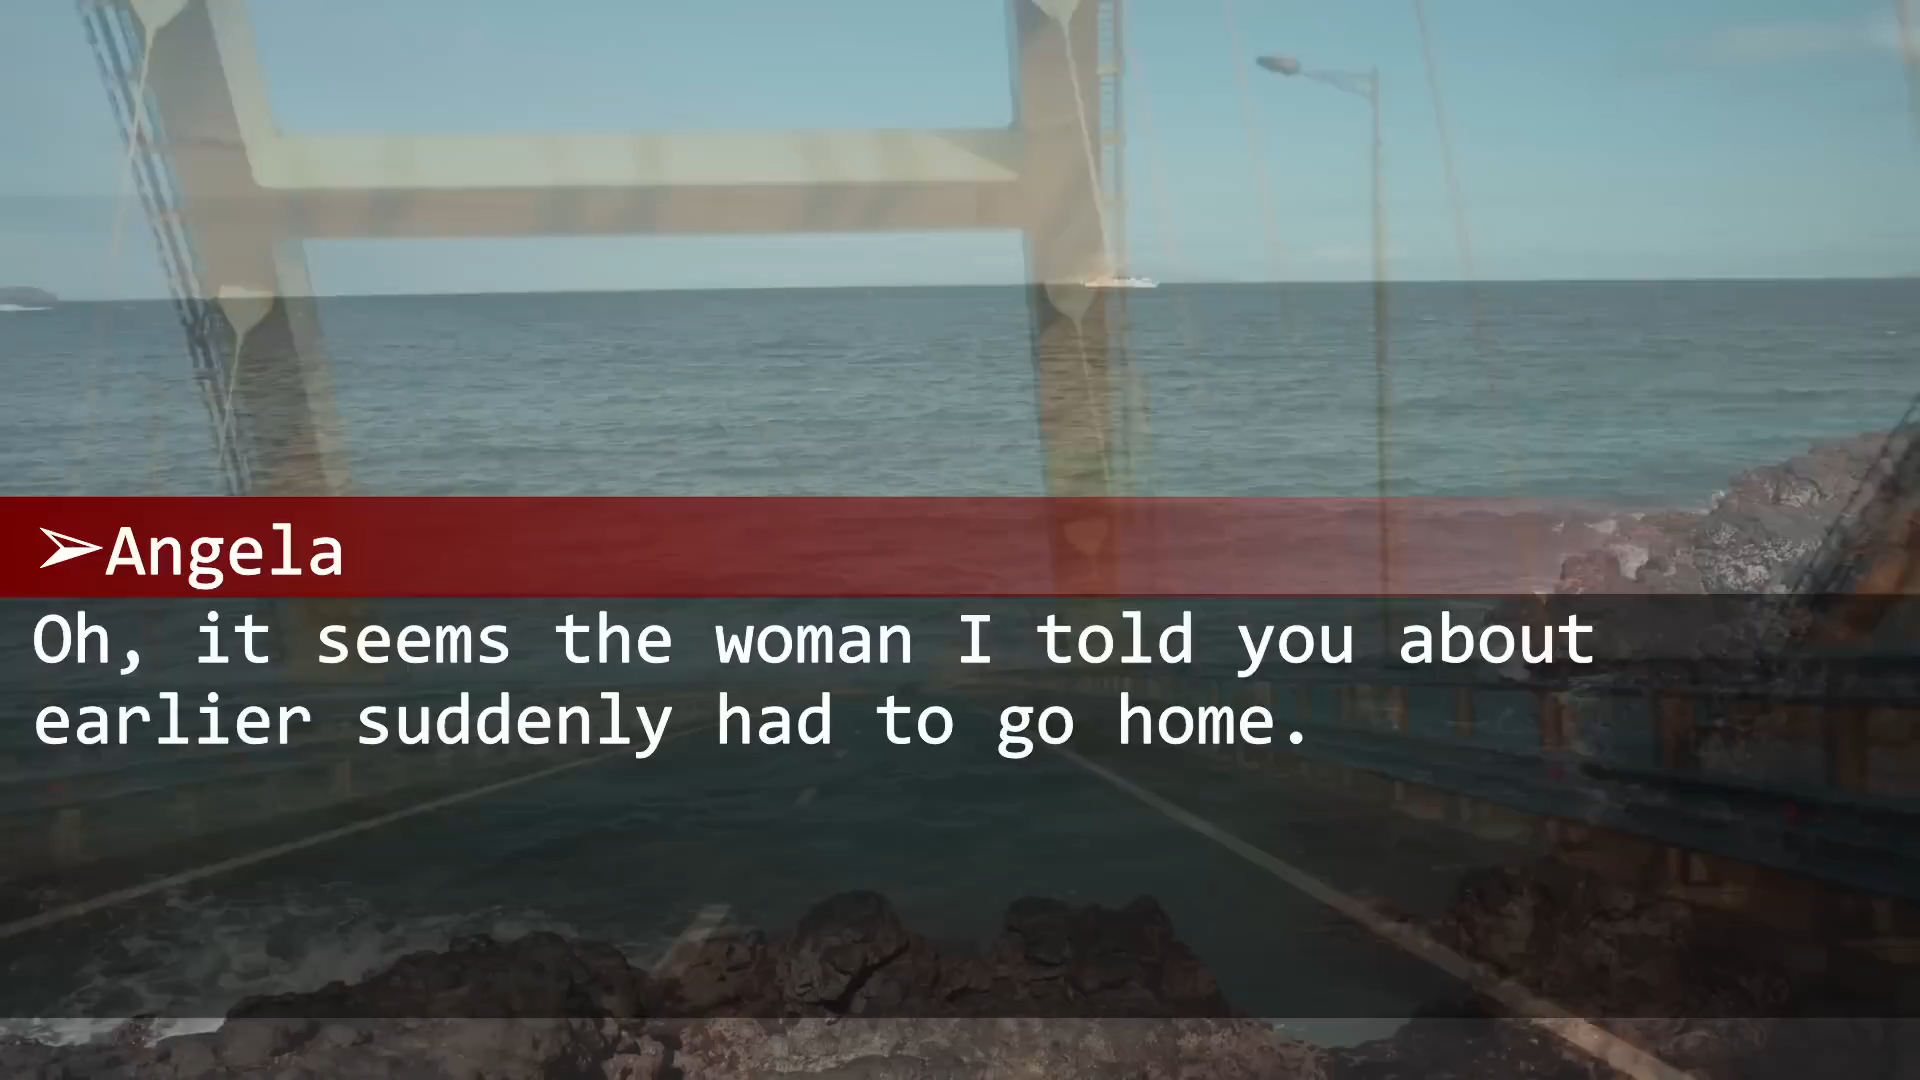 ➢Angela
Oh, it seems the woman I told you about
earlier suddenly had to go home.